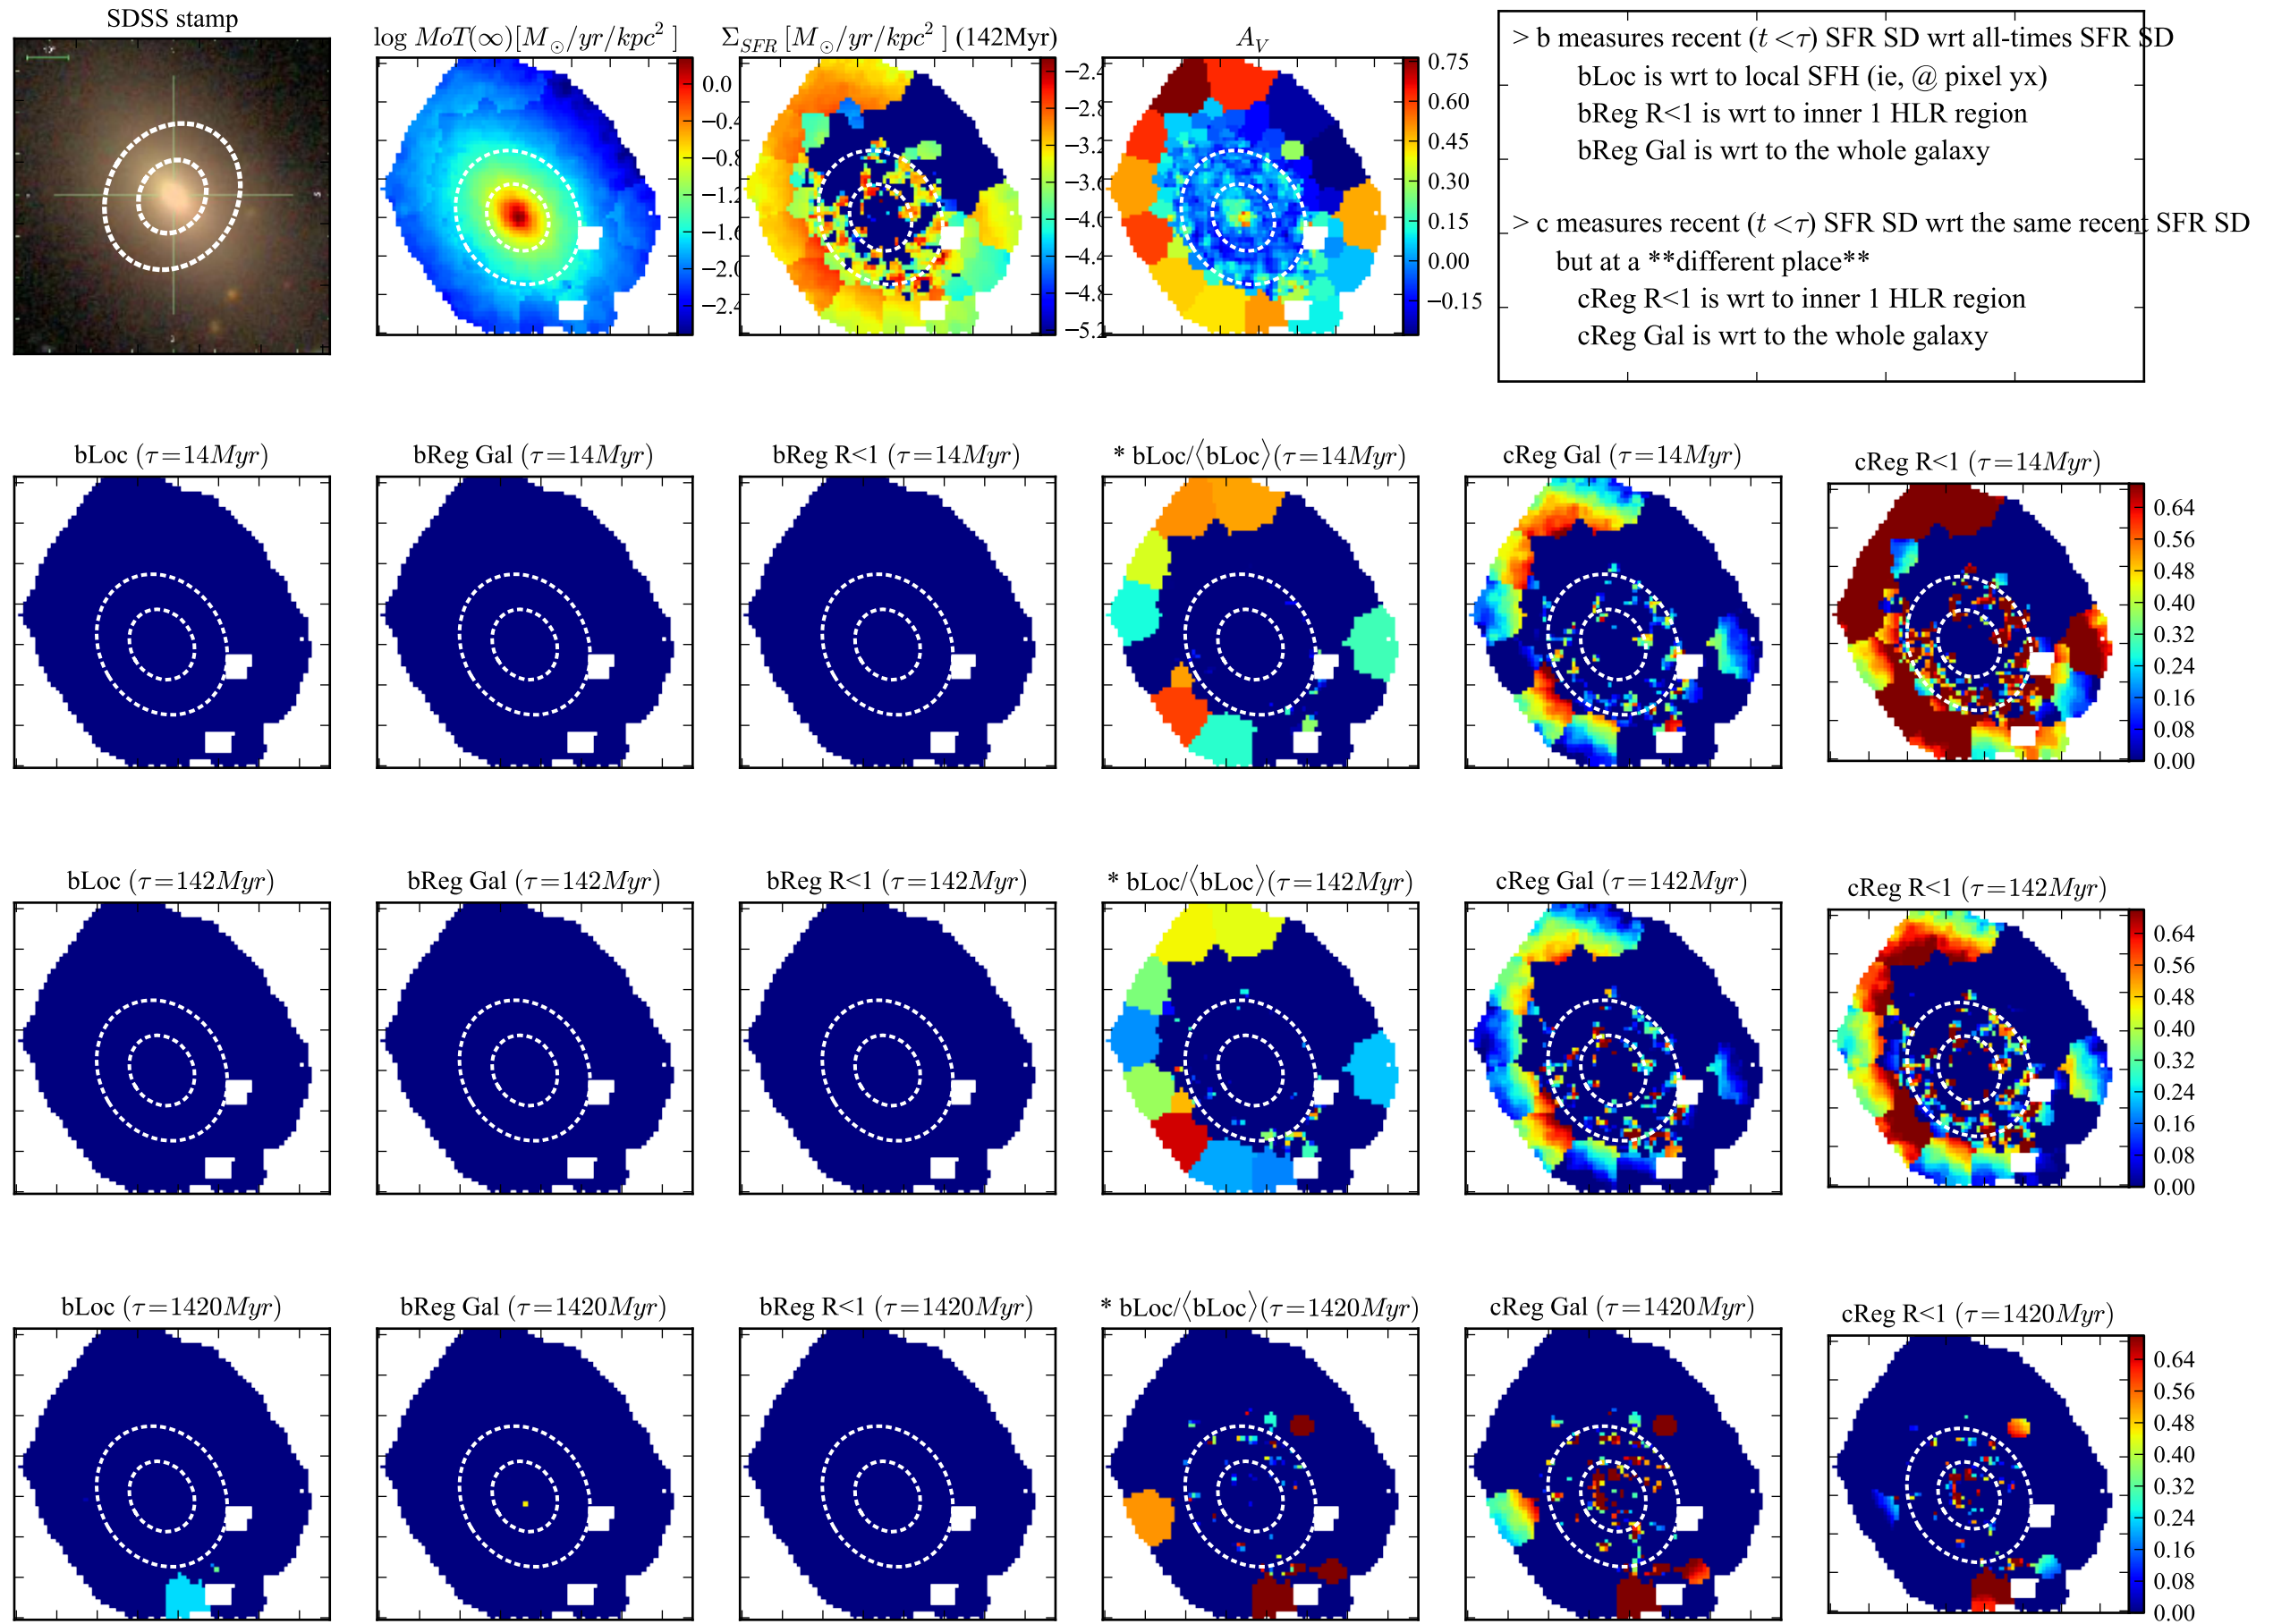 SDSS stamp
log MoT(∞)[M⊙/yr/kpc² ]
Σ_SFR [M⊙/yr/kpc² ] (142Myr)
A_V
0.0
−0.4
−0.8
−1.2
−1.6
−2.0
−2.4
−2.4
−2.8
−3.2
−3.6
−4.0
−4.4
−4.8
−5.2
0.75
0.60
0.45
0.30
0.15
0.00
−0.15
> b measures recent (t <τ) SFR SD wrt all-times SFR SD
bLoc is wrt to local SFH (ie, @ pixel yx)
bReg R<1 is wrt to inner 1 HLR region
bReg Gal is wrt to the whole galaxy
> c measures recent (t <τ) SFR SD wrt the same recent SFR SD
but at a **different place**
cReg R<1 is wrt to inner 1 HLR region
cReg Gal is wrt to the whole galaxy
bLoc (τ=14Myr)
bReg Gal (τ=14Myr)
bReg R<1 (τ=14Myr)
* bLoc/⟨bLoc⟩(τ=14Myr)
cReg Gal (τ=14Myr)
cReg R<1 (τ=14Myr)
0.64
0.56
0.48
0.40
0.32
0.24
0.16
0.08
0.00
bLoc (τ=142Myr)
bReg Gal (τ=142Myr)
bReg R<1 (τ=142Myr)
* bLoc/⟨bLoc⟩(τ=142Myr)
cReg Gal (τ=142Myr)
cReg R<1 (τ=142Myr)
0.64
0.56
0.48
0.40
0.32
0.24
0.16
0.08
0.00
bLoc (τ=1420Myr)
bReg Gal (τ=1420Myr)
bReg R<1 (τ=1420Myr)
* bLoc/⟨bLoc⟩(τ=1420Myr)
cReg Gal (τ=1420Myr)
cReg R<1 (τ=1420Myr)
0.64
0.56
0.48
0.40
0.32
0.24
0.16
0.08
0.00